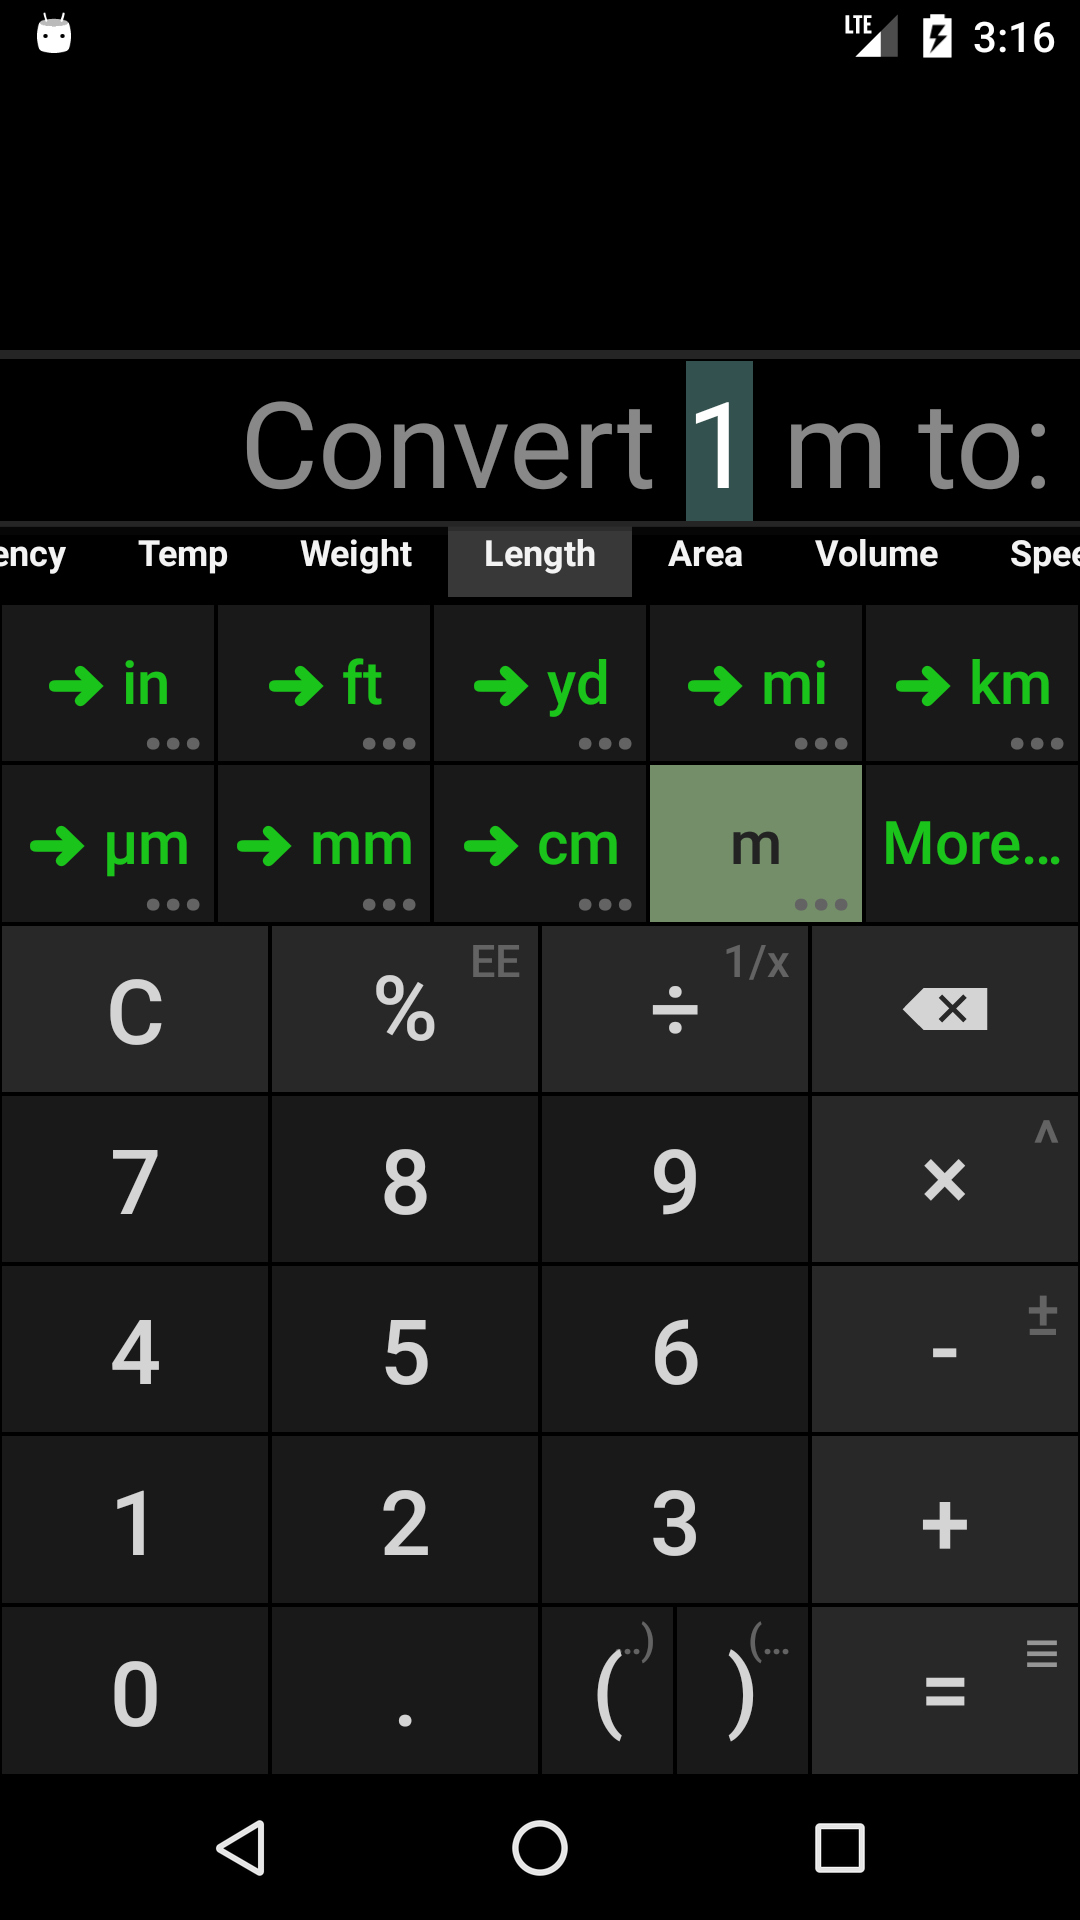 LTE 3:16
Convert 1 m to:
ency Temp Weight Length Area Volume Spee
in ft yd mi km
µm mm cm m More...
C % EE ÷ 1/x
7 8 9 × ^
4 5 6 - ±
1 2 3 +
0 . ( ..) ) (... =